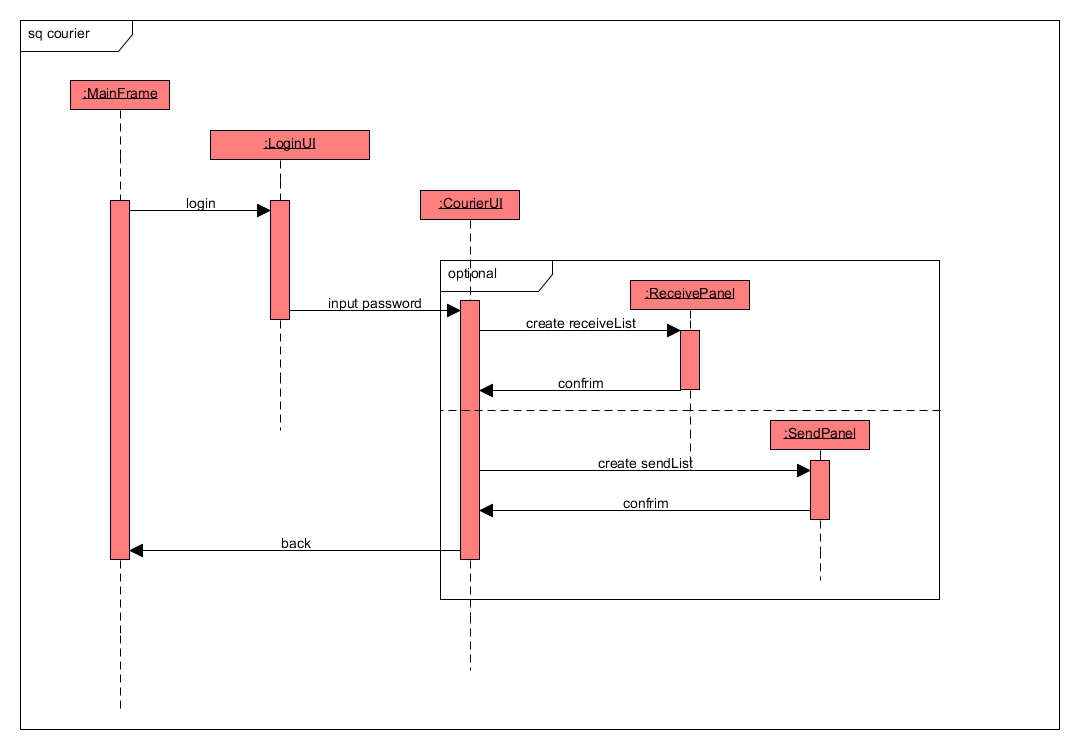 sq courier
:MainFrame
:LoginUI
:CourierUI
login
optional
:ReceivePanel
input password
create receiveList
confrim
:SendPanel
create sendList
confrim
back